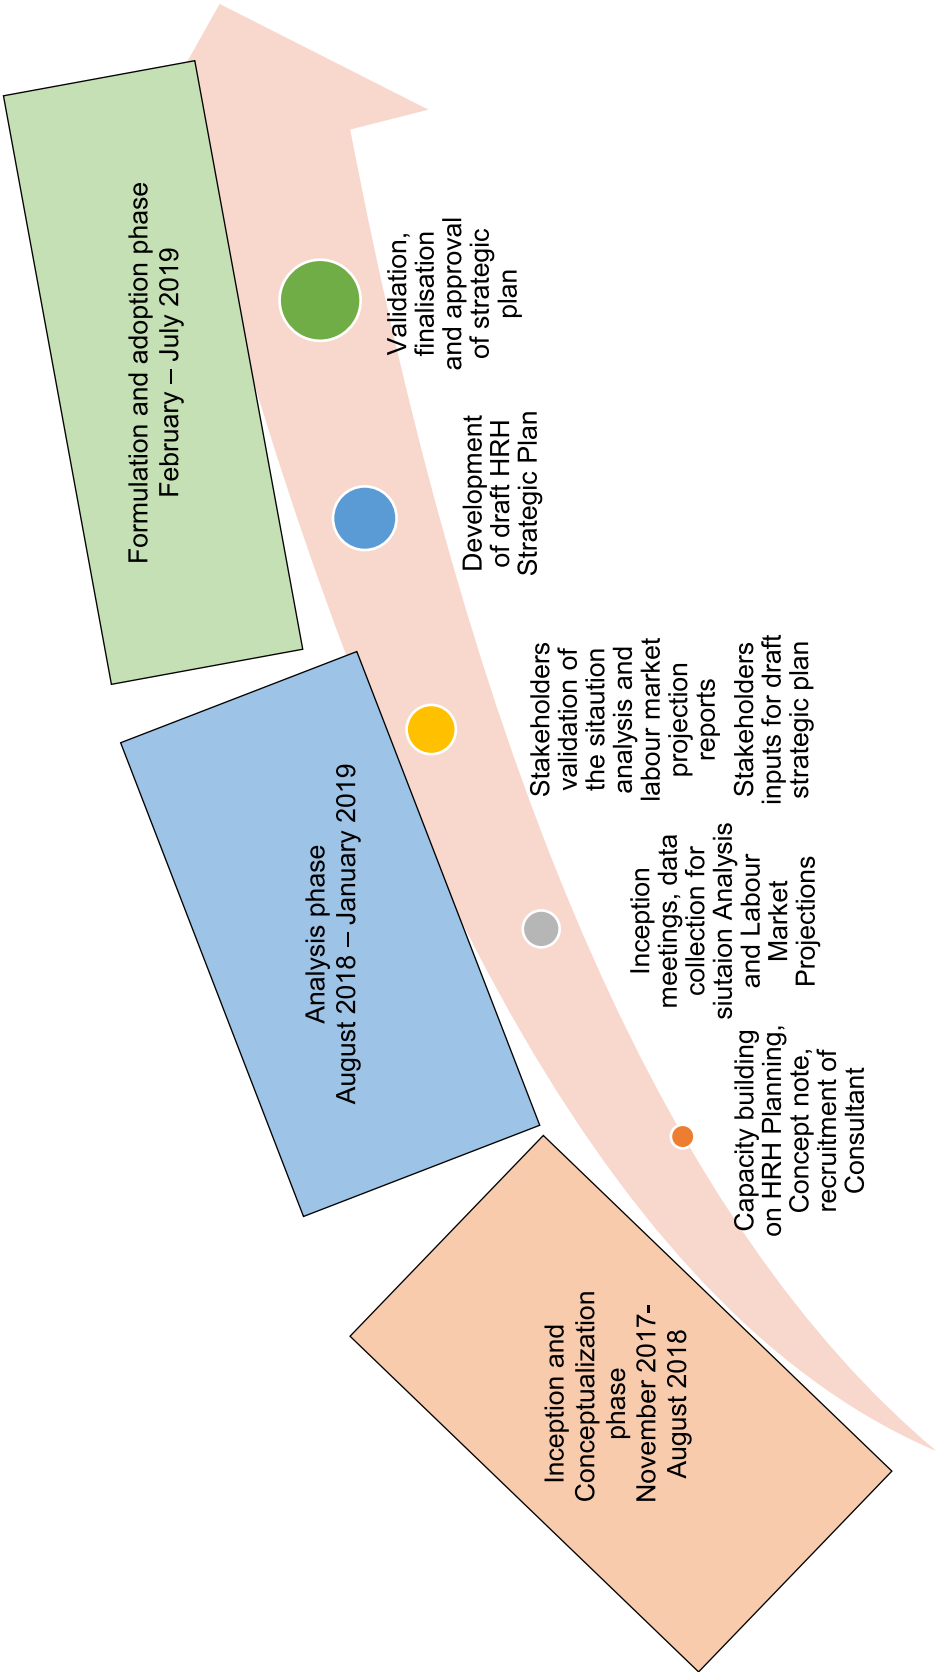 Inception and
Conceptualization
phase
November 2017-
August 2018
Analysis phase
August 2018 – January 2019
Formulation and adoption phase
February – July 2019
Capacity building
on HRH Planning,
Concept note,
recruitment of
Consultant
Inception
meetings, data
collection for
siutaion Analysis
and Labour
Market
Projections
Stakeholders
validation of
the sitaution
analysis and
labour market
projection
reports
Stakeholders
inputs for draft
strategic plan
Development
of draft HRH
Strategic Plan
Validation,
finalisation
and approval
of strategic
plan